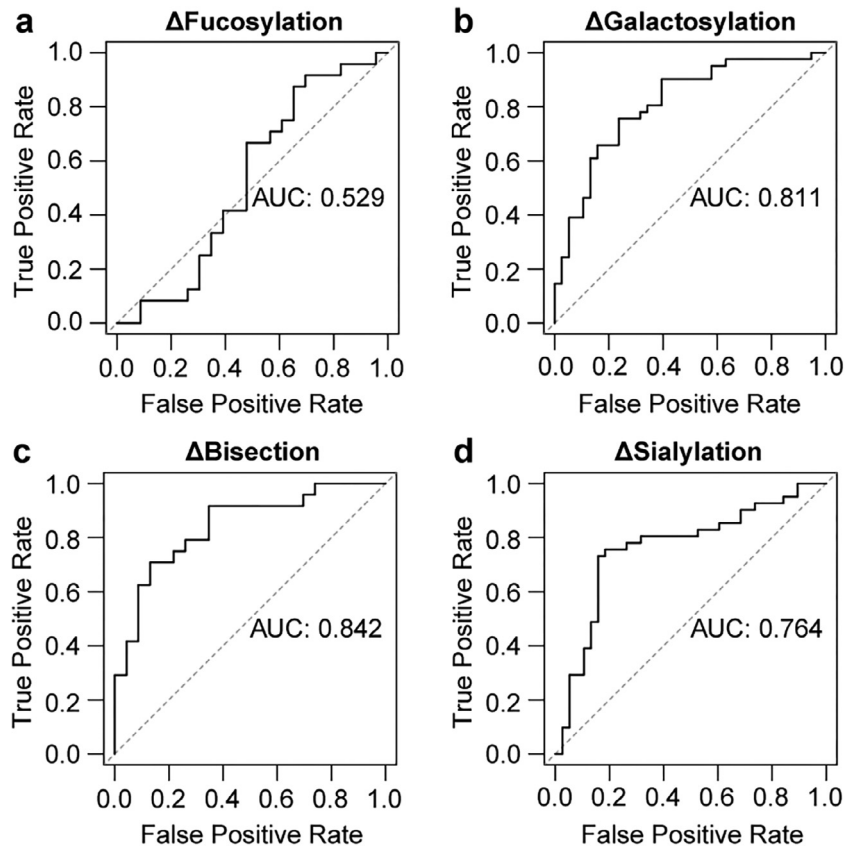 a
ΔFucosylation
True Positive Rate
1.0
0.8
0.6
0.4
0.2
0.0
AUC: 0.529
0.0 0.2 0.4 0.6 0.8 1.0
False Positive Rate
b
ΔGalactosylation
True Positive Rate
1.0
0.8
0.6
0.4
0.2
0.0
AUC: 0.811
0.0 0.2 0.4 0.6 0.8 1.0
False Positive Rate
c
ΔBisection
True Positive Rate
1.0
0.8
0.6
0.4
0.2
0.0
AUC: 0.842
0.0 0.2 0.4 0.6 0.8 1.0
False Positive Rate
d
ΔSialylation
True Positive Rate
1.0
0.8
0.6
0.4
0.2
0.0
AUC: 0.764
0.0 0.2 0.4 0.6 0.8 1.0
False Positive Rate